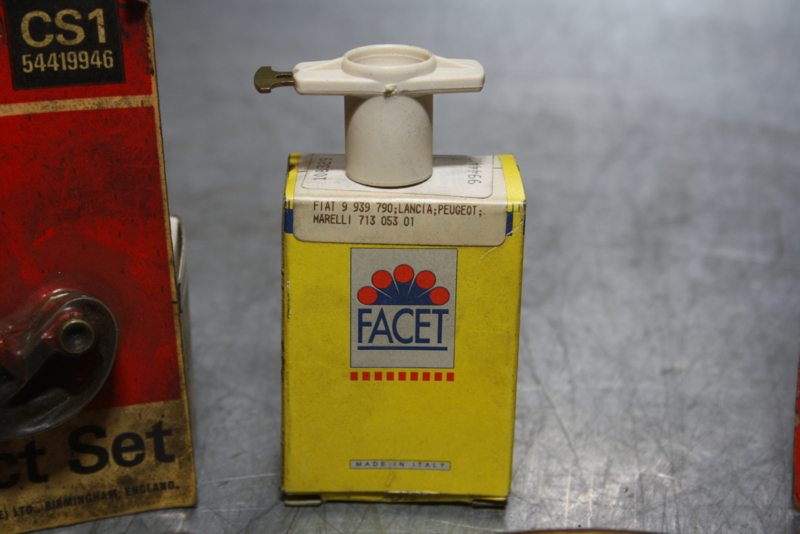 CS1
54419946
ct Set
E) LTD. BIRMINGHAM, ENGLAND.
FIAT 9 939 790;LANCIA;PEUGEOT;
MARELLI 713 053 01
FACET
MADE IN ITALY